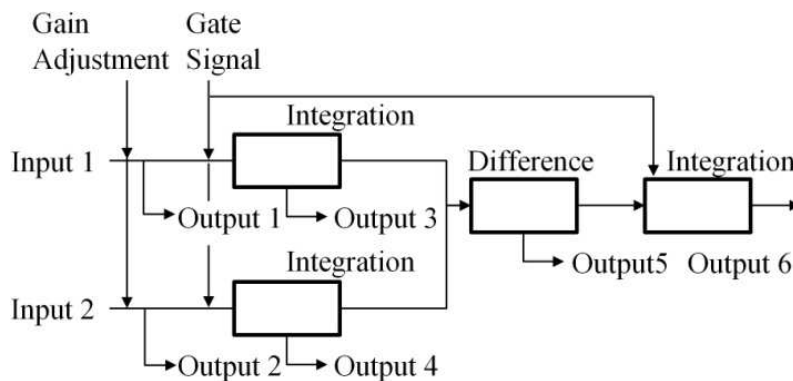 Gain
Adjustment
Gate
Signal
Integration
Input 1
Difference
Integration
Output 1
Output 3
Integration
Output5
Output 6
Input 2
Output 2
Output 4